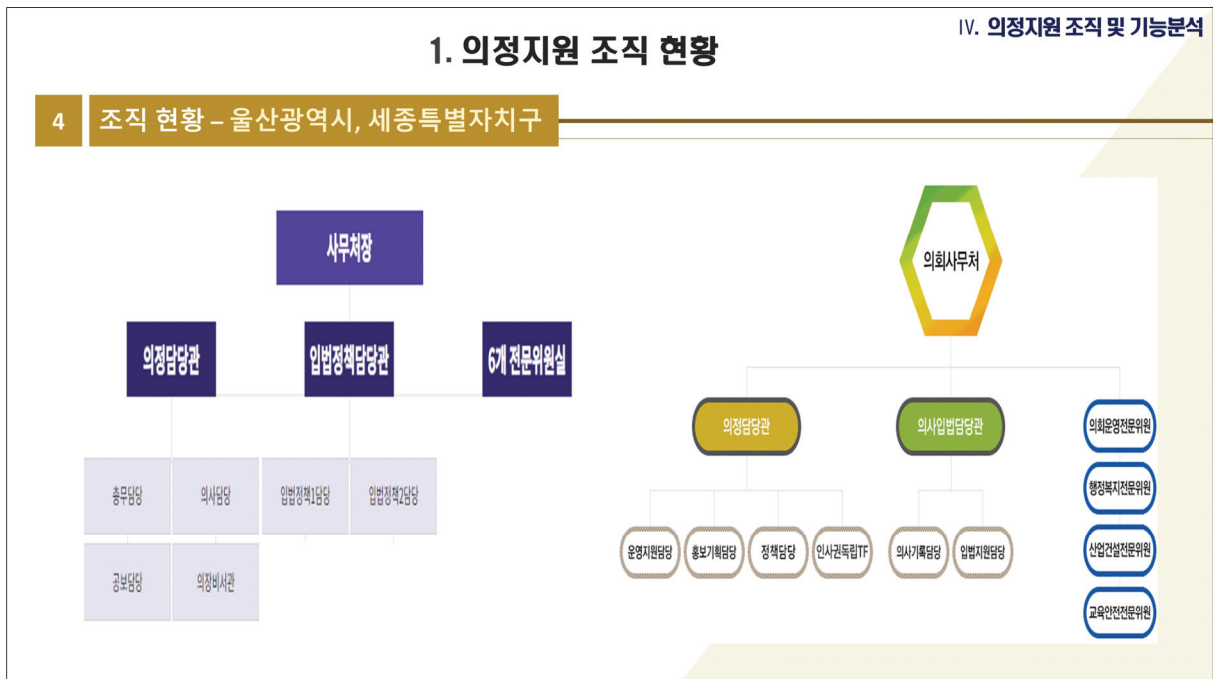 Ⅳ. 의정지원 조직 및 기능분석
1. 의정지원 조직 현황
4
조직 현황 – 울산광역시, 세종특별자치구
사무처장
의정담당관
입법정책담당관
6개 전문위원실
총무담당
의사담당
입법정책1담당
입법정책2담당
공보담당
의장비서관
의회사무처
의정담당관
의사입법담당관
의회운영전문위원
행정복지전문위원
산업건설전문위원
교육안전전문위원
운영지원담당
홍보기획담당
정책담당
인사권독립TF
의사기록담당
입법지원담당